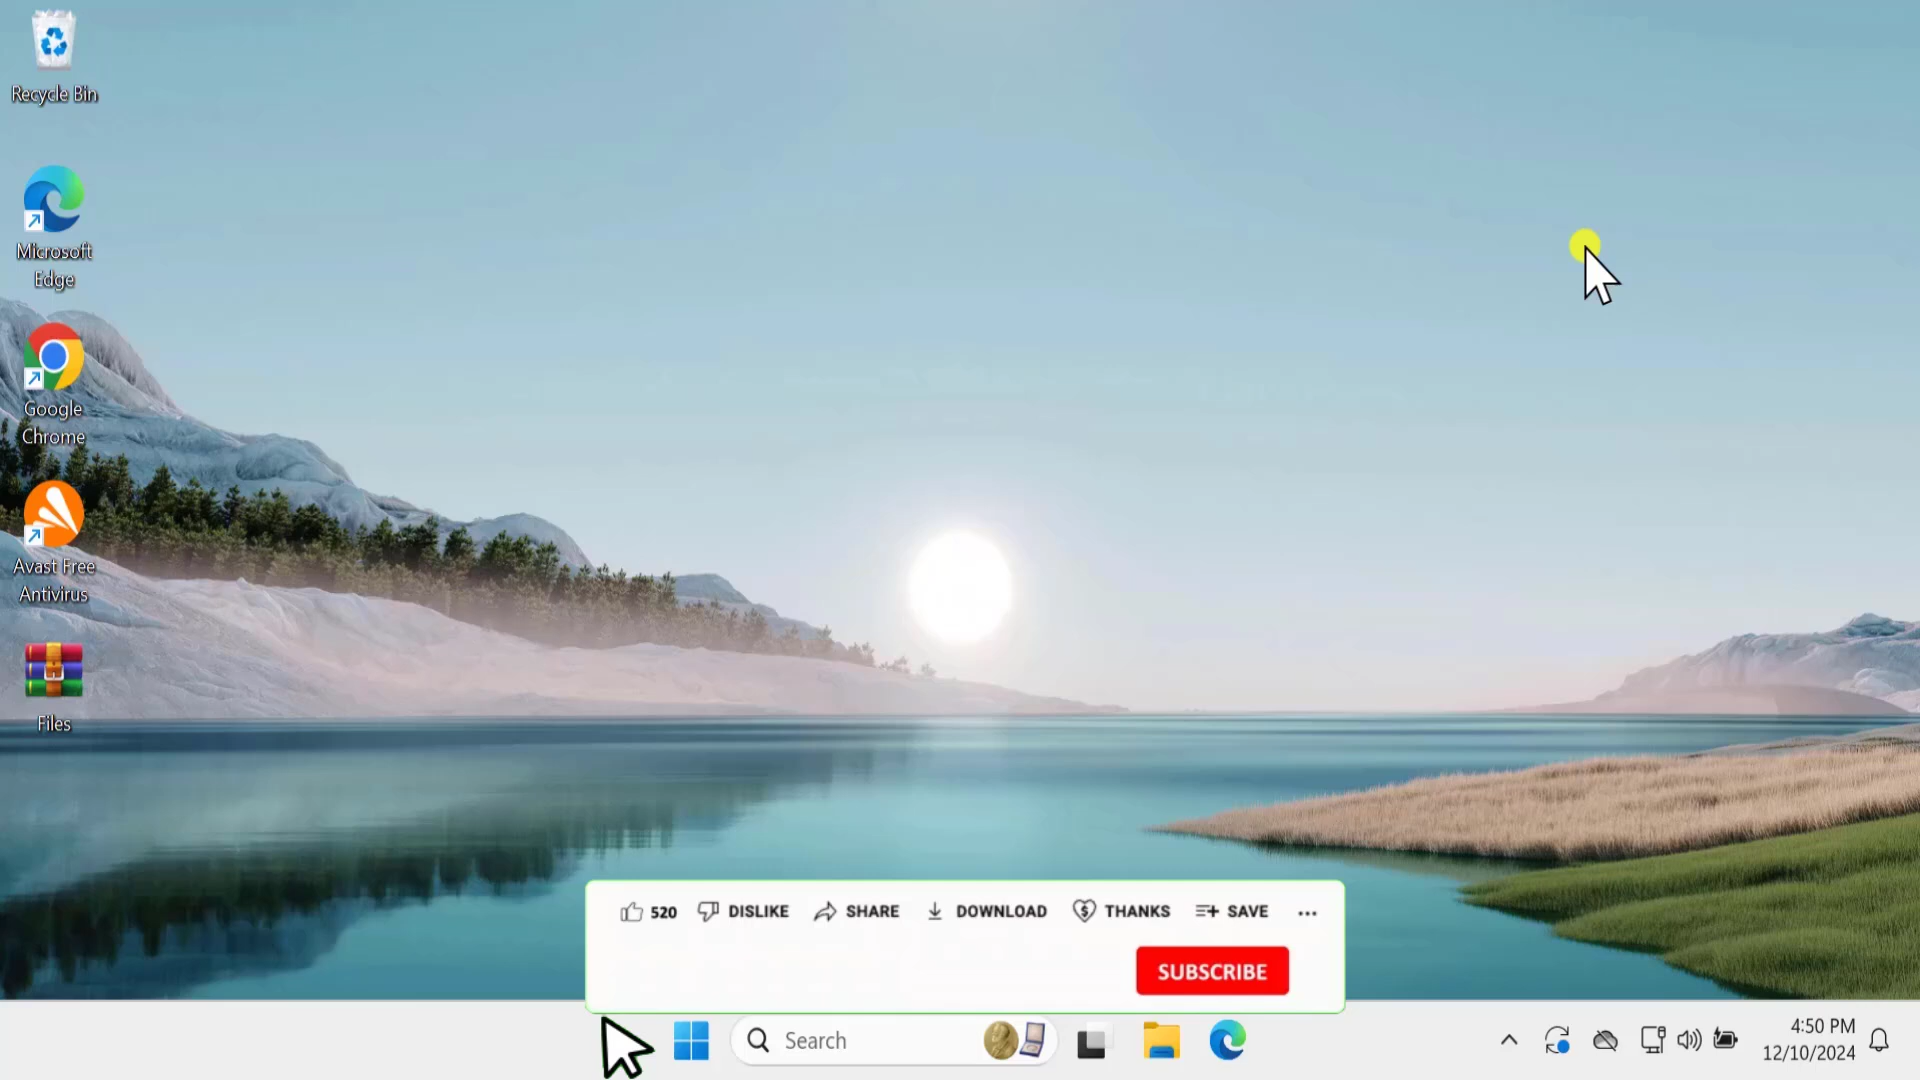 Recycle Bin
Microsoft
Edge
Google
Chrome
Avast Free
Antivirus
Files
520 DISLIKE SHARE DOWNLOAD THANKS SAVE ...
SUBSCRIBE
Search
4:50 PM
12/10/2024